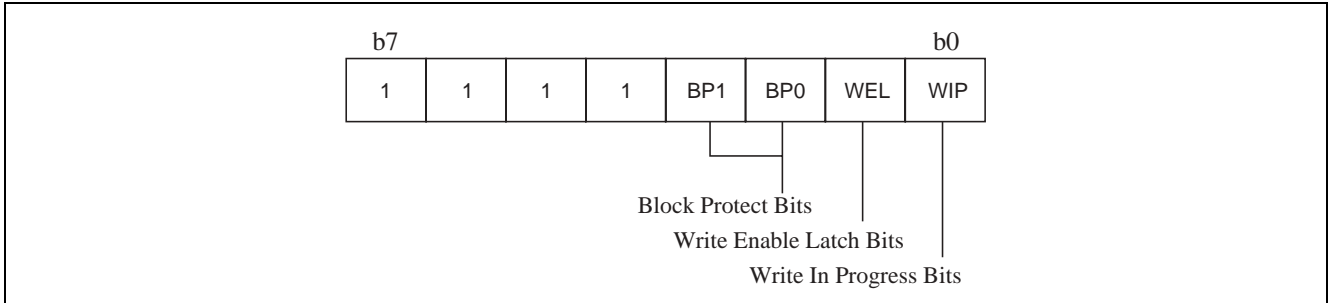 b7 b0
1 1 1 1 BP1 BP0 WEL WIP
Block Protect Bits
Write Enable Latch Bits
Write In Progress Bits